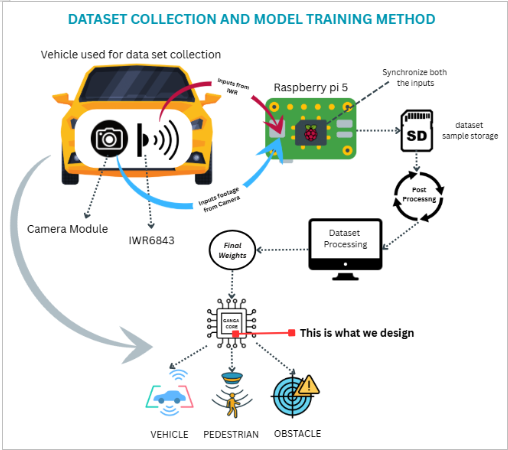 DATASET COLLECTION AND MODEL TRAINING METHOD
Vehicle used for data set collection
Inputs from
IWR
Raspberry pi 5
Synchronize both
the inputs
SD
dataset
sample storage
Post
Processing
Inputs footage
from Camera
Camera Module
IWR6843
Final
Weights
Dataset
Processing
GANGA
CORE
This is what we design
VEHICLE
PEDESTRIAN
OBSTACLE